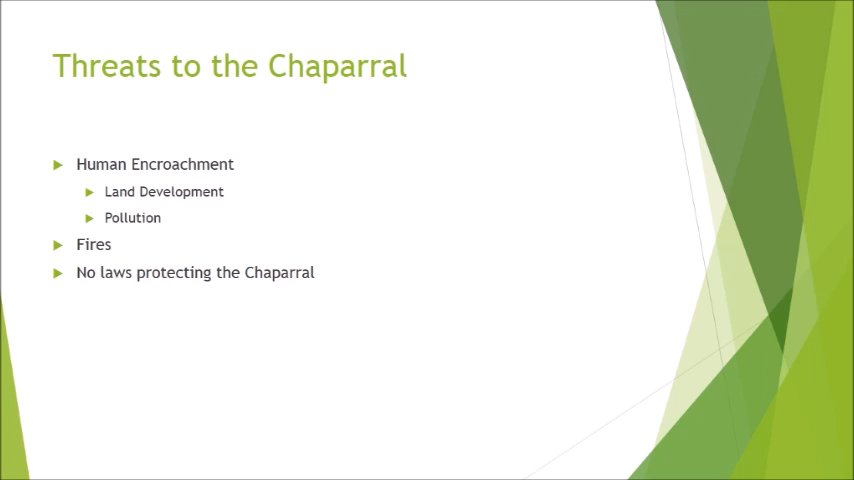 Threats to the Chaparral
Human Encroachment
Land Development
Pollution
Fires
No laws protecting the Chaparral